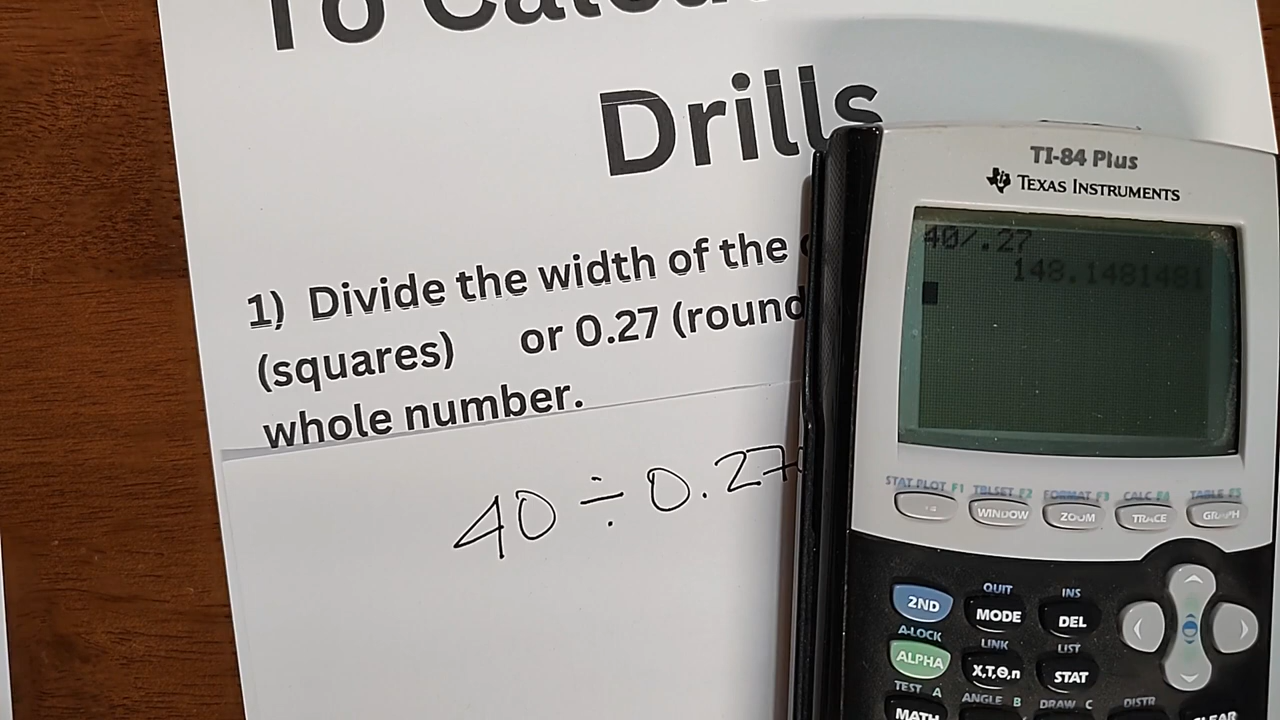 To
Drills
1) Divide the width of the
(squares) or 0.27 (round
whole number.
40 ÷ 0.27
TI-84 Plus
TEXAS INSTRUMENTS
40/.27
148.1481481
STAT PLOT F1 TBLSET F2 FORMAT F3 CALC F4 TABLE F5
WINDOW ZOOM TRACE GRAPH
QUIT INS
2ND MODE DEL
A-LOCK LINK LIST
ALPHA X,T,Θ,n STAT
TEST A ANGLE B DRAW C DISTR
MATH CLEAR